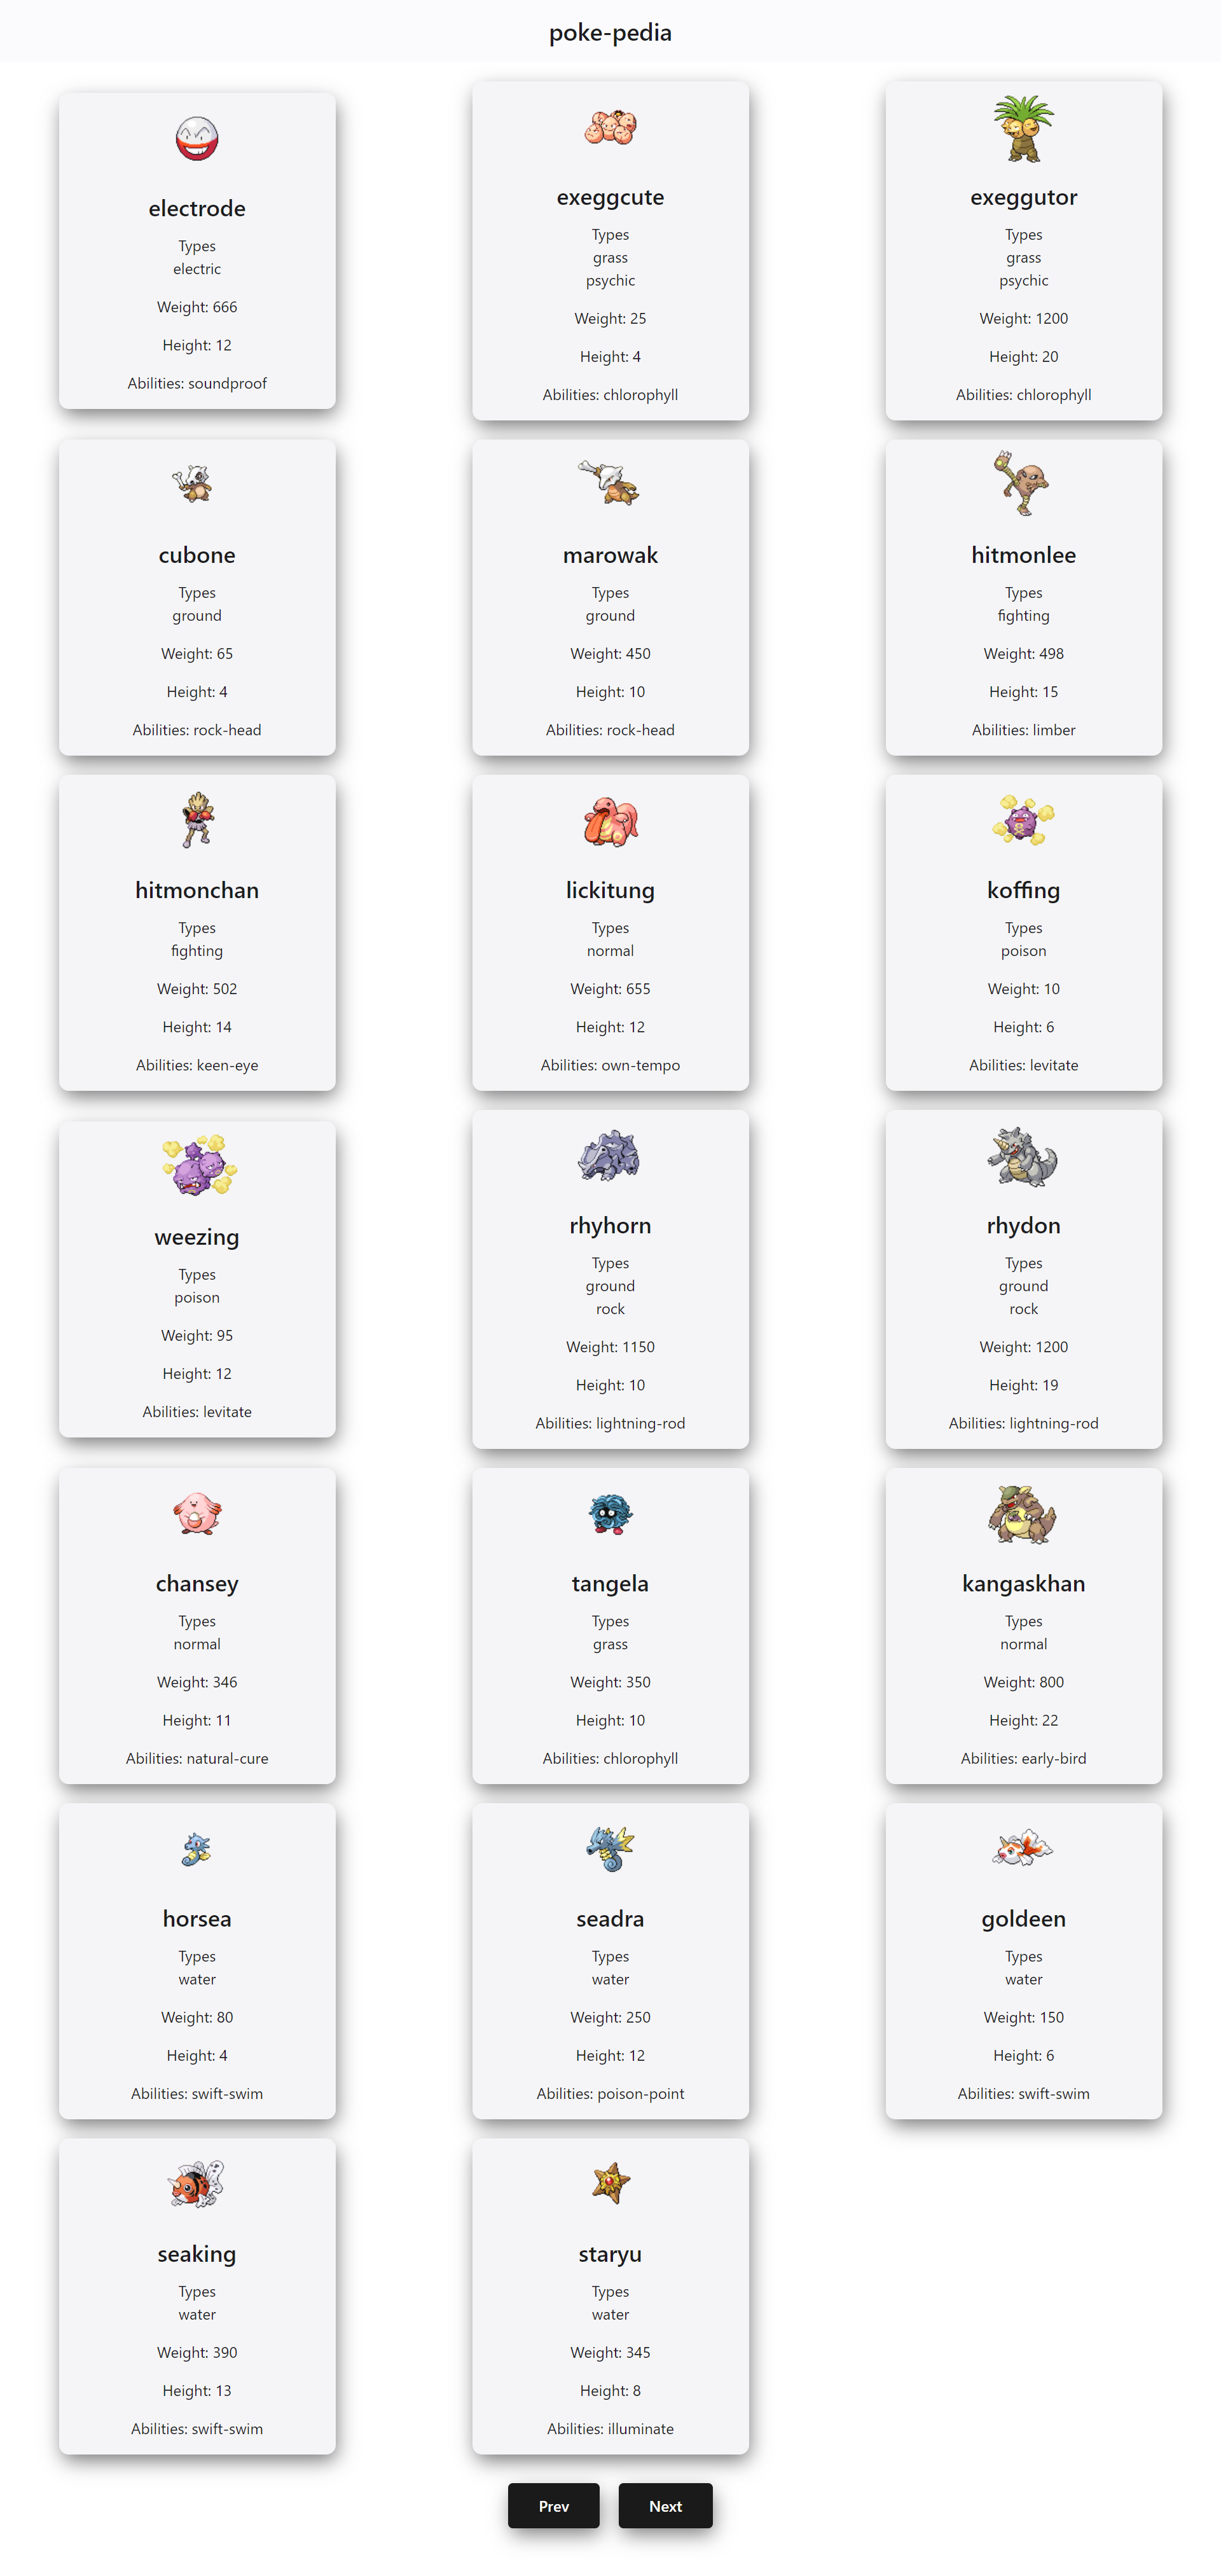 poke-pedia
electrode
Types
electric
Weight: 666
Height: 12
Abilities: soundproof
exeggcute
Types
grass
psychic
Weight: 25
Height: 4
Abilities: chlorophyll
exeggutor
Types
grass
psychic
Weight: 1200
Height: 20
Abilities: chlorophyll
cubone
Types
ground
Weight: 65
Height: 4
Abilities: rock-head
marowak
Types
ground
Weight: 450
Height: 10
Abilities: rock-head
hitmonlee
Types
fighting
Weight: 498
Height: 15
Abilities: limber
hitmonchan
Types
fighting
Weight: 502
Height: 14
Abilities: keen-eye
lickitung
Types
normal
Weight: 655
Height: 12
Abilities: own-tempo
koffing
Types
poison
Weight: 10
Height: 6
Abilities: levitate
weezing
Types
poison
Weight: 95
Height: 12
Abilities: levitate
rhyhorn
Types
ground
rock
Weight: 1150
Height: 10
Abilities: lightning-rod
rhydon
Types
ground
rock
Weight: 1200
Height: 19
Abilities: lightning-rod
chansey
Types
normal
Weight: 346
Height: 11
Abilities: natural-cure
tangela
Types
grass
Weight: 350
Height: 10
Abilities: chlorophyll
kangaskhan
Types
normal
Weight: 800
Height: 22
Abilities: early-bird
horsea
Types
water
Weight: 80
Height: 4
Abilities: swift-swim
seadra
Types
water
Weight: 250
Height: 12
Abilities: poison-point
goldeen
Types
water
Weight: 150
Height: 6
Abilities: swift-swim
seaking
Types
water
Weight: 390
Height: 13
Abilities: swift-swim
staryu
Types
water
Weight: 345
Height: 8
Abilities: illuminate
Prev
Next